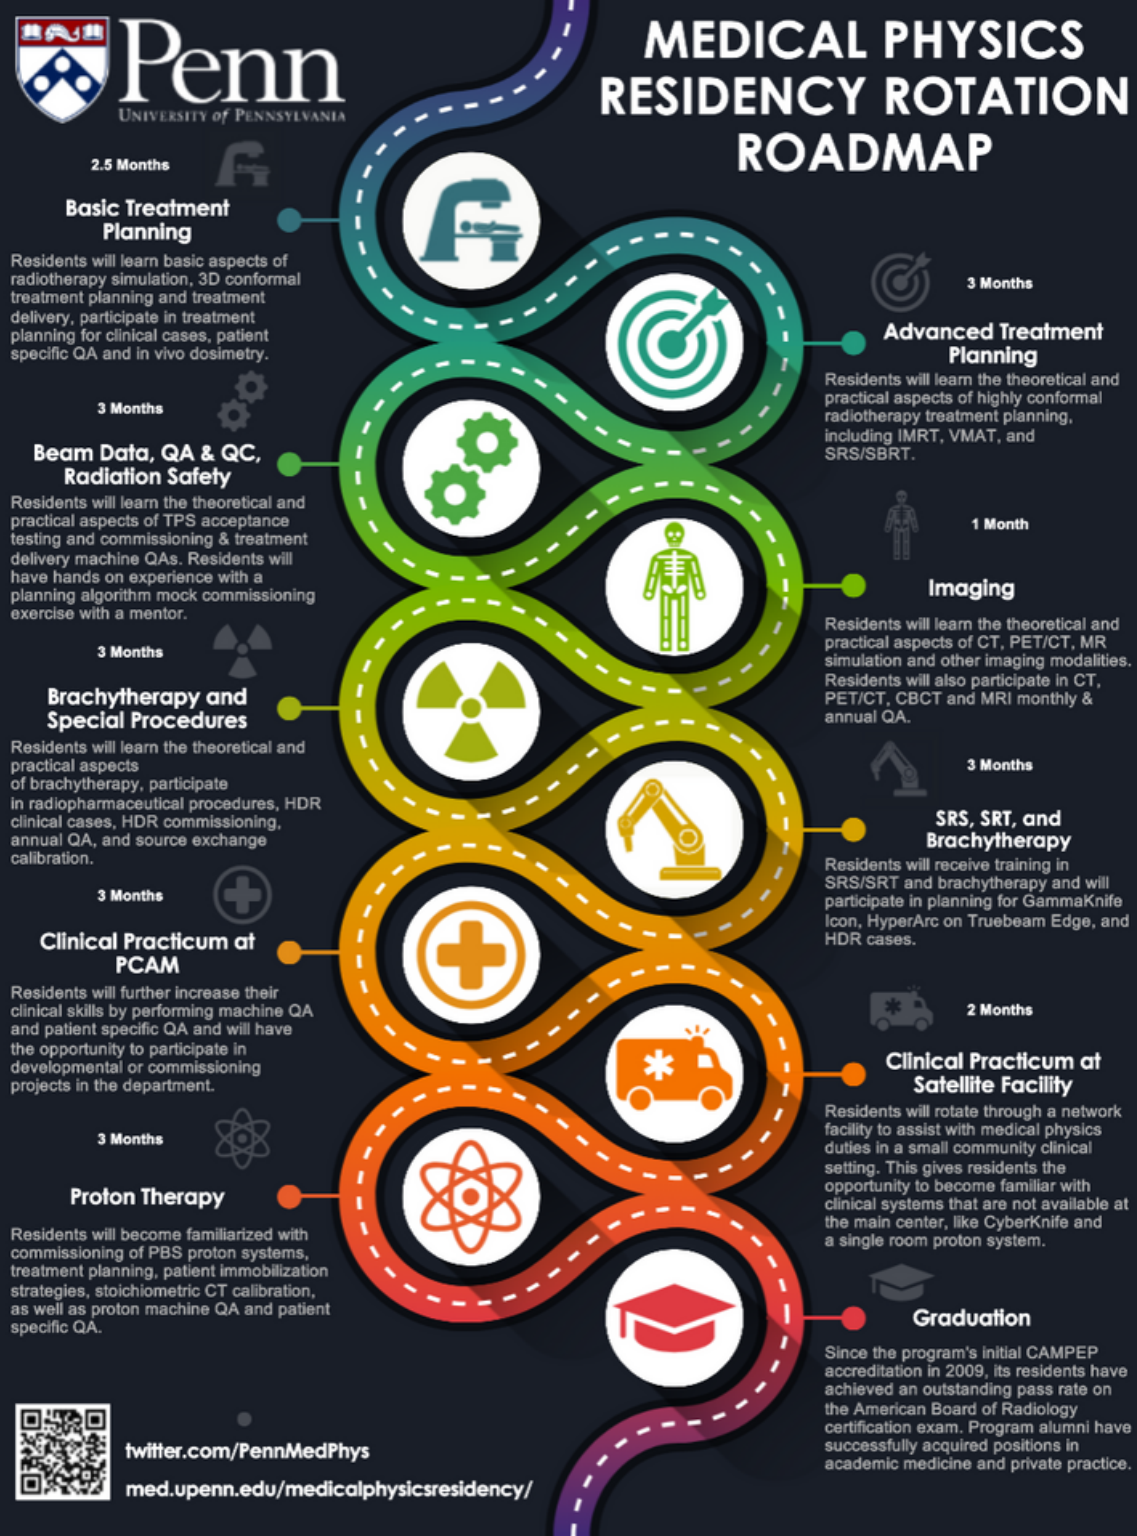 Penn
UNIVERSITY of PENNSYLVANIA
MEDICAL PHYSICS
RESIDENCY ROTATION
ROADMAP
2.5 Months
Basic Treatment
Planning
Residents will learn basic aspects of
radiotherapy simulation, 3D conformal
treatment planning and treatment
delivery, participate in treatment
planning for clinical cases, patient
specific QA and in vivo dosimetry.
3 Months
Advanced Treatment
Planning
Residents will learn the theoretical and
practical aspects of highly conformal
radiotherapy treatment planning,
including IMRT, VMAT, and
SRS/SBRT.
3 Months
Beam Data, QA & QC,
Radiation Safety
Residents will learn the theoretical and
practical aspects of TPS acceptance
testing and commissioning & treatment
delivery machine QAs. Residents will
have hands on experience with a
planning algorithm mock commissioning
exercise with a mentor.
1 Month
Imaging
Residents will learn the theoretical and
practical aspects of CT, PET/CT, MR
simulation and other imaging modalities.
Residents will also participate in CT,
PET/CT, CBCT and MRI monthly &
annual QA.
3 Months
Brachytherapy and
Special Procedures
Residents will learn the theoretical and
practical aspects
of brachytherapy, participate
in radiopharmaceutical procedures, HDR
clinical cases, HDR commissioning,
annual QA, and source exchange
calibration.
3 Months
SRS, SRT, and
Brachytherapy
Residents will receive training in
SRS/SRT and brachytherapy and will
participate in planning for GammaKnife
Icon, HyperArc on Truebeam Edge, and
HDR cases.
3 Months
Clinical Practicum at
PCAM
Residents will further increase their
clinical skills by performing machine QA
and patient specific QA and will have
the opportunity to participate in
developmental or commissioning
projects in the department.
2 Months
Clinical Practicum at
Satellite Facility
Residents will rotate through a network
facility to assist with medical physics
duties in a small community clinical
setting. This gives residents the
opportunity to become familiar with
clinical systems that are not available at
the main center, like CyberKnife and
a single room proton system.
3 Months
Proton Therapy
Residents will become familiarized with
commissioning of PBS proton systems,
treatment planning, patient immobilization
strategies, stoichiometric CT calibration,
as well as proton machine QA and patient
specific QA.
Graduation
Since the program's initial CAMPEP
accreditation in 2009, its residents have
achieved an outstanding pass rate on
the American Board of Radiology
certification exam. Program alumni have
successfully acquired positions in
academic medicine and private practice.
twitter.com/PennMedPhys
med.upenn.edu/medicalphysicsresidency/